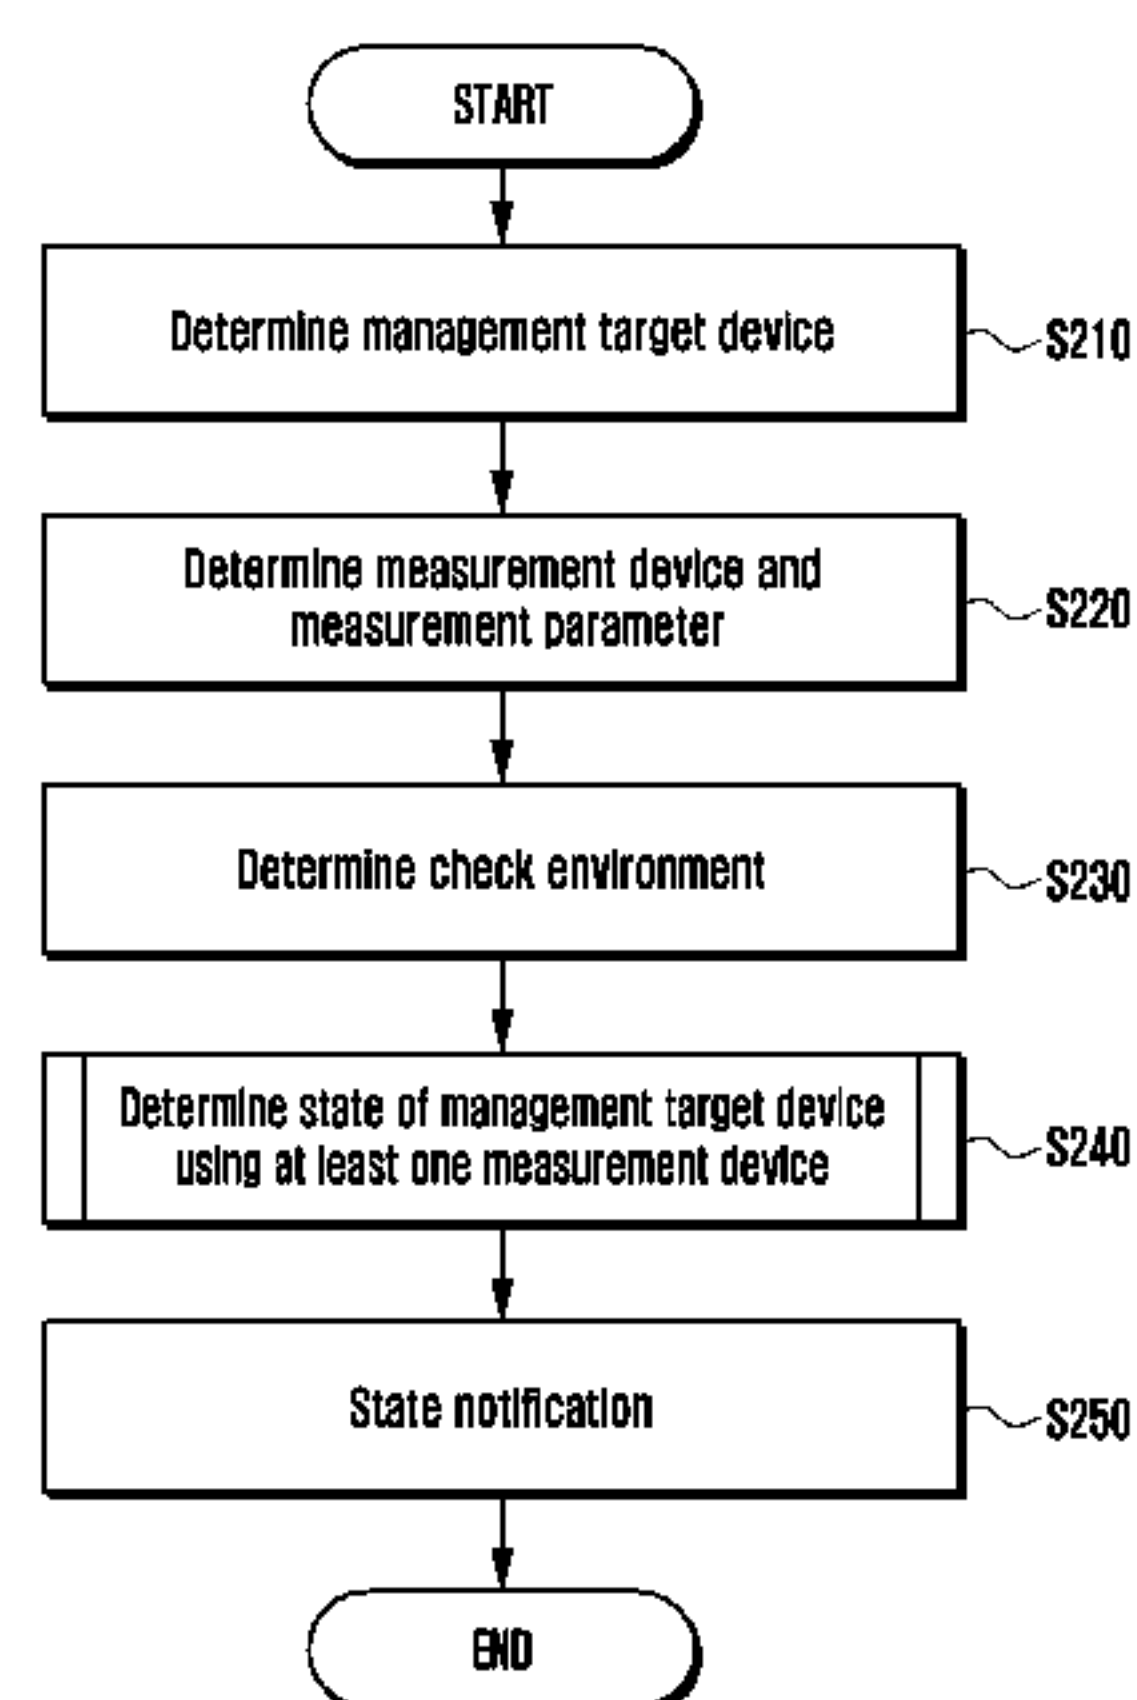 START
Determine management target device
S210
Determine measurement device and
measurement parameter
S220
Determine check environment
S230
Determine state of management target device
using at least one measurement device
S240
State notification
S250
END